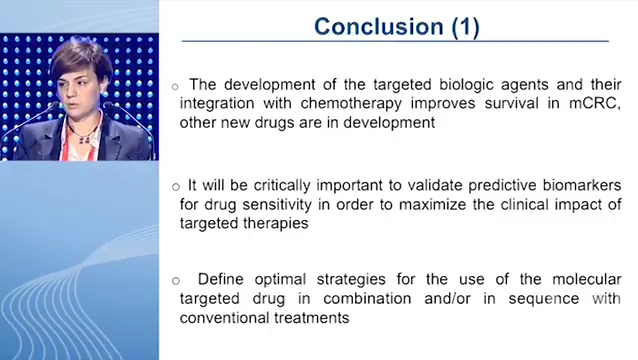 Conclusion (1)
○ The development of the targeted biologic agents and their
integration with chemotherapy improves survival in mCRC,
other new drugs are in development
○ It will be critically important to validate predictive biomarkers
for drug sensitivity in order to maximize the clinical impact of
targeted therapies
○ Define optimal strategies for the use of the molecular
targeted drug in combination and/or in sequence with
conventional treatments